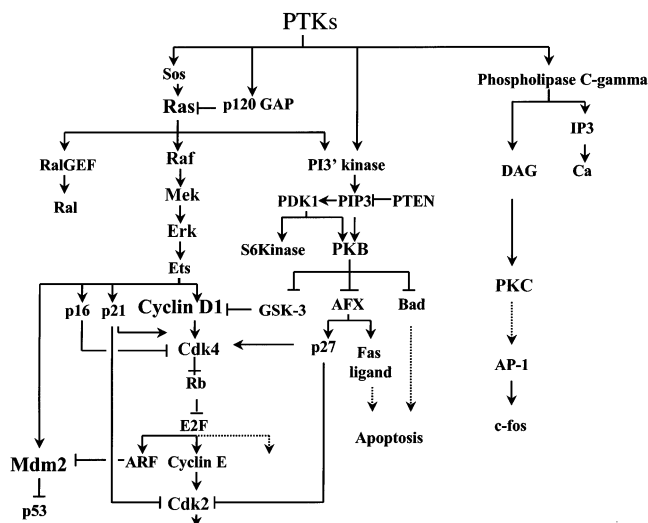 PTKs
Sos
Phospholipase C-gamma
Ras
p120 GAP
IP3
RalGEF
Raf
PI3' kinase
DAG
Ca
Ral
Mek
PDK1
PIP3
PTEN
Erk
S6Kinase
PKB
Ets
PKC
p16
p21
Cyclin D1
GSK-3
AFX
Bad
Cdk4
p27
Fas
ligand
AP-1
Rb
E2F
c-fos
Apoptosis
Mdm2
ARF
Cyclin E
p53
Cdk2